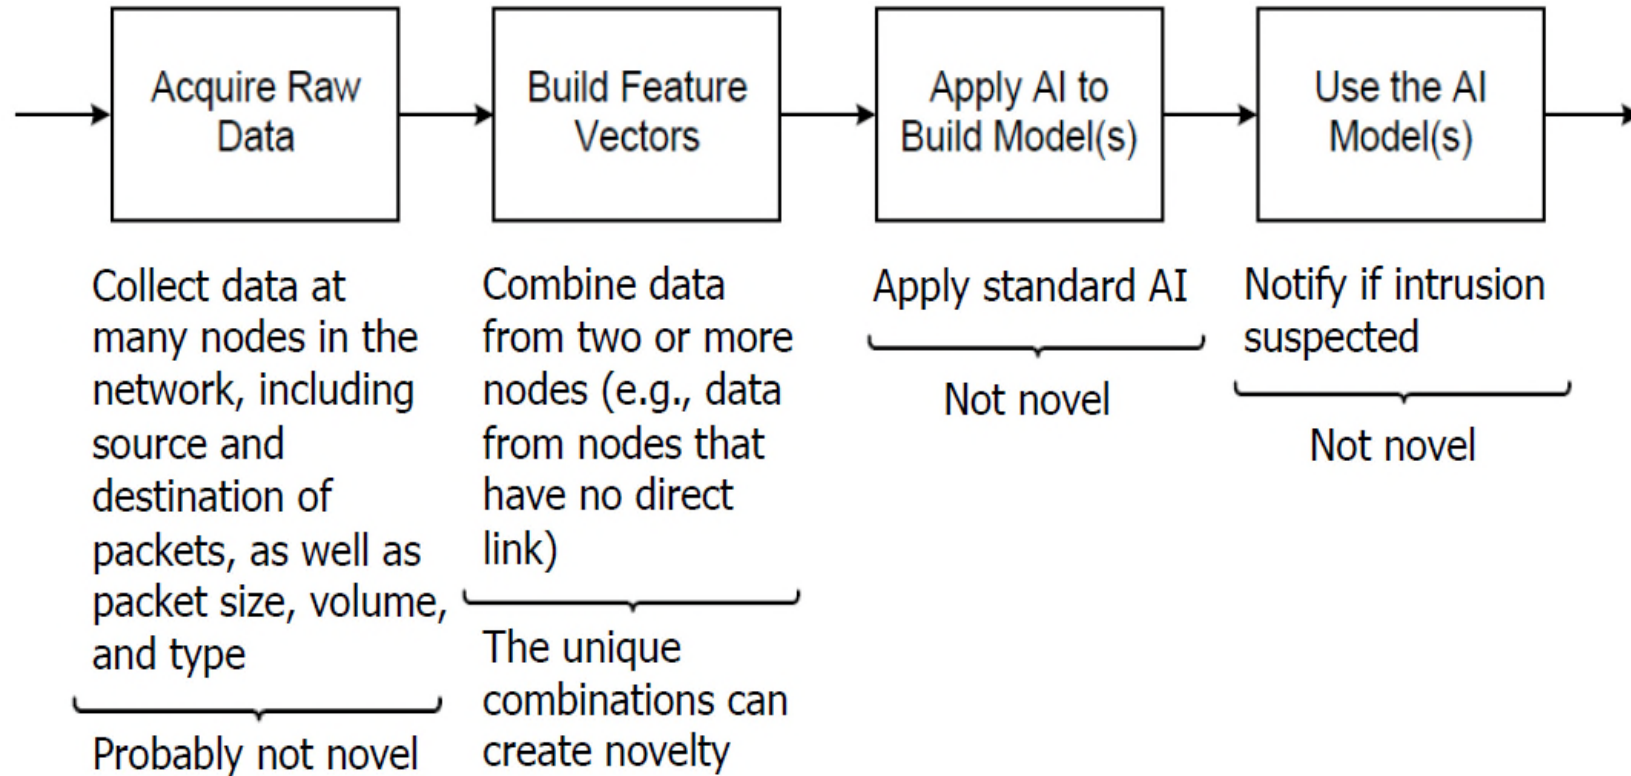 Acquire Raw
Data
Build Feature
Vectors
Apply AI to
Build Model(s)
Use the AI
Model(s)
Collect data at
many nodes in the
network, including
source and
destination of
packets, as well as
packet size, volume,
and type
Probably not novel
Combine data
from two or more
nodes (e.g., data
from nodes that
have no direct
link)
The unique
combinations can
create novelty
Apply standard AI
Not novel
Notify if intrusion
suspected
Not novel